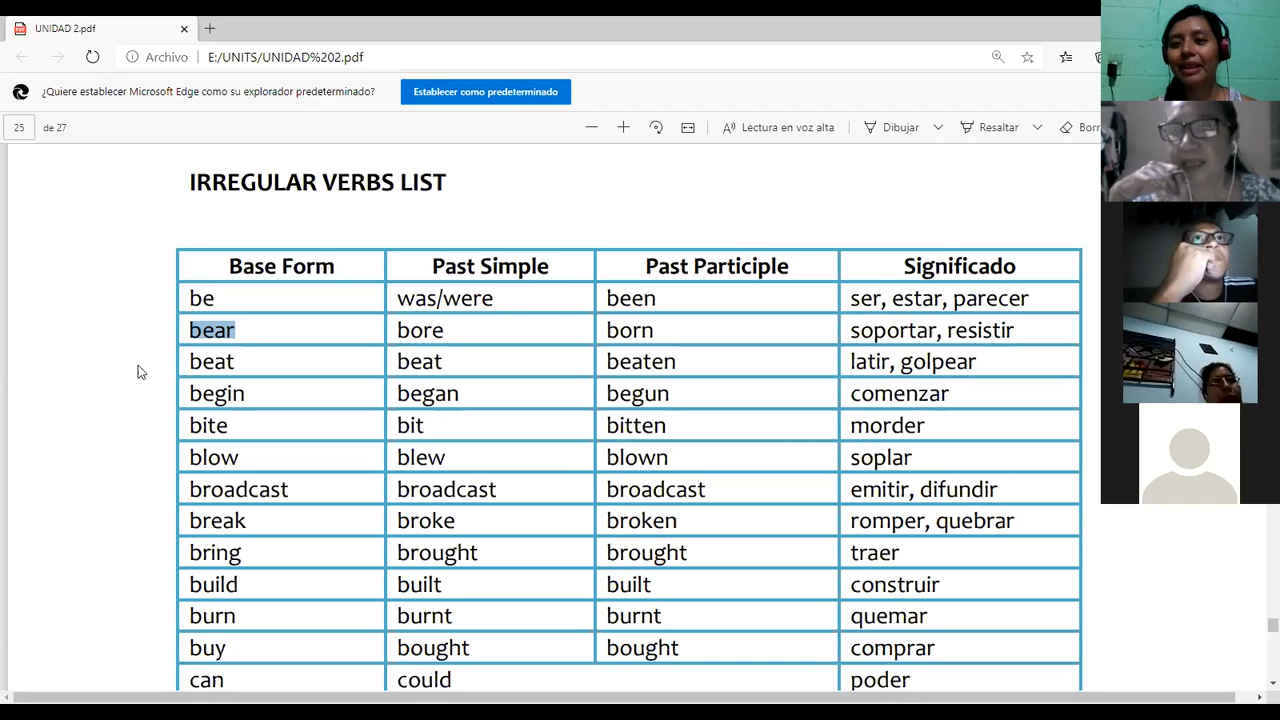 UNIDAD 2.pdf
Archivo E:/UNITS/UNIDAD%202.pdf
¿Quiere establecer Microsoft Edge como su explorador predeterminado? Establecer como predeterminado
25 de 27 Lectura en voz alta Dibujar Resaltar Borr
IRREGULAR VERBS LIST
Base Form Past Simple Past Participle Significado
be was/were been ser, estar, parecer
bear bore born soportar, resistir
beat beat beaten latir, golpear
begin began begun comenzar
bite bit bitten morder
blow blew blown soplar
broadcast broadcast broadcast emitir, difundir
break broke broken romper, quebrar
bring brought brought traer
build built built construir
burn burnt burnt quemar
buy bought bought comprar
can could poder